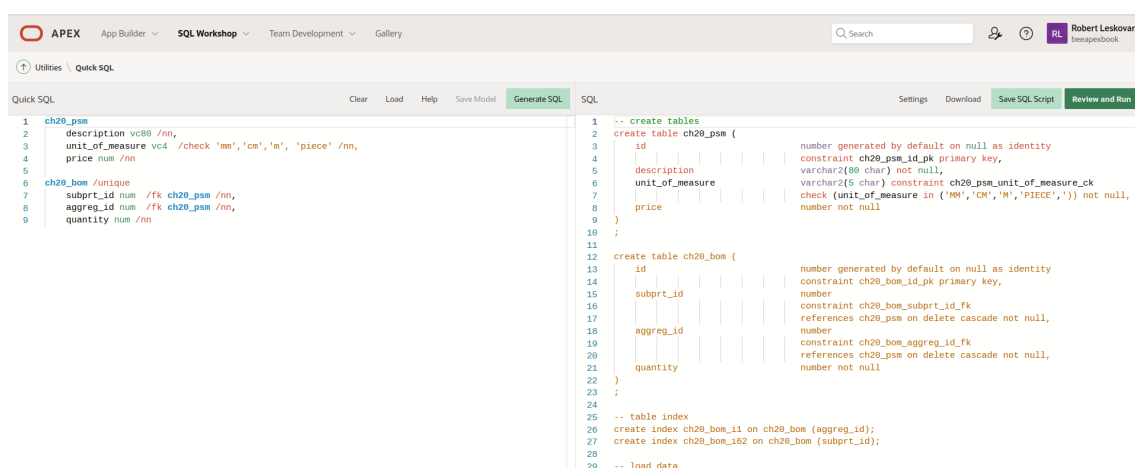 APEX App Builder SQL Workshop Team Development Gallery Search RL Robert Leskovar
beeapexbook
Utilities \ Quick SQL
Quick SQL Clear Load Help Save Model Generate SQL SQL Settings Download Save SQL Script Review and Run
1 ch20_psm
2 description vc80 /nn,
3 unit_of_measure vc4 /check 'mm','cm','m', 'piece' /nn,
4 price num /nn
5
6 ch20_bom /unique
7 subprt_id num /fk ch20_psm /nn,
8 aggreg_id num /fk ch20_psm /nn,
9 quantity num /nn
1 -- create tables
2 create table ch20_psm (
3 id number generated by default on null as identity
4 constraint ch20_psm_id_pk primary key,
5 description varchar2(80 char) not null,
6 unit_of_measure varchar2(5 char) constraint ch20_psm_unit_of_measure_ck
7 check (unit_of_measure in ('MM','CM','M','PIECE',')) not null,
8 price number not null
9 )
10 ;
11
12 create table ch20_bom (
13 id number generated by default on null as identity
14 constraint ch20_bom_id_pk primary key,
15 subprt_id number
16 constraint ch20_bom_subprt_id_fk
17 references ch20_psm on delete cascade not null,
18 aggreg_id number
19 constraint ch20_bom_aggreg_id_fk
20 references ch20_psm on delete cascade not null,
21 quantity number not null
22 )
23 ;
24
25 -- table index
26 create index ch20_bom_i1 on ch20_bom (aggreg_id);
27 create index ch20_bom_i62 on ch20_bom (subprt_id);
28
29 -- load data